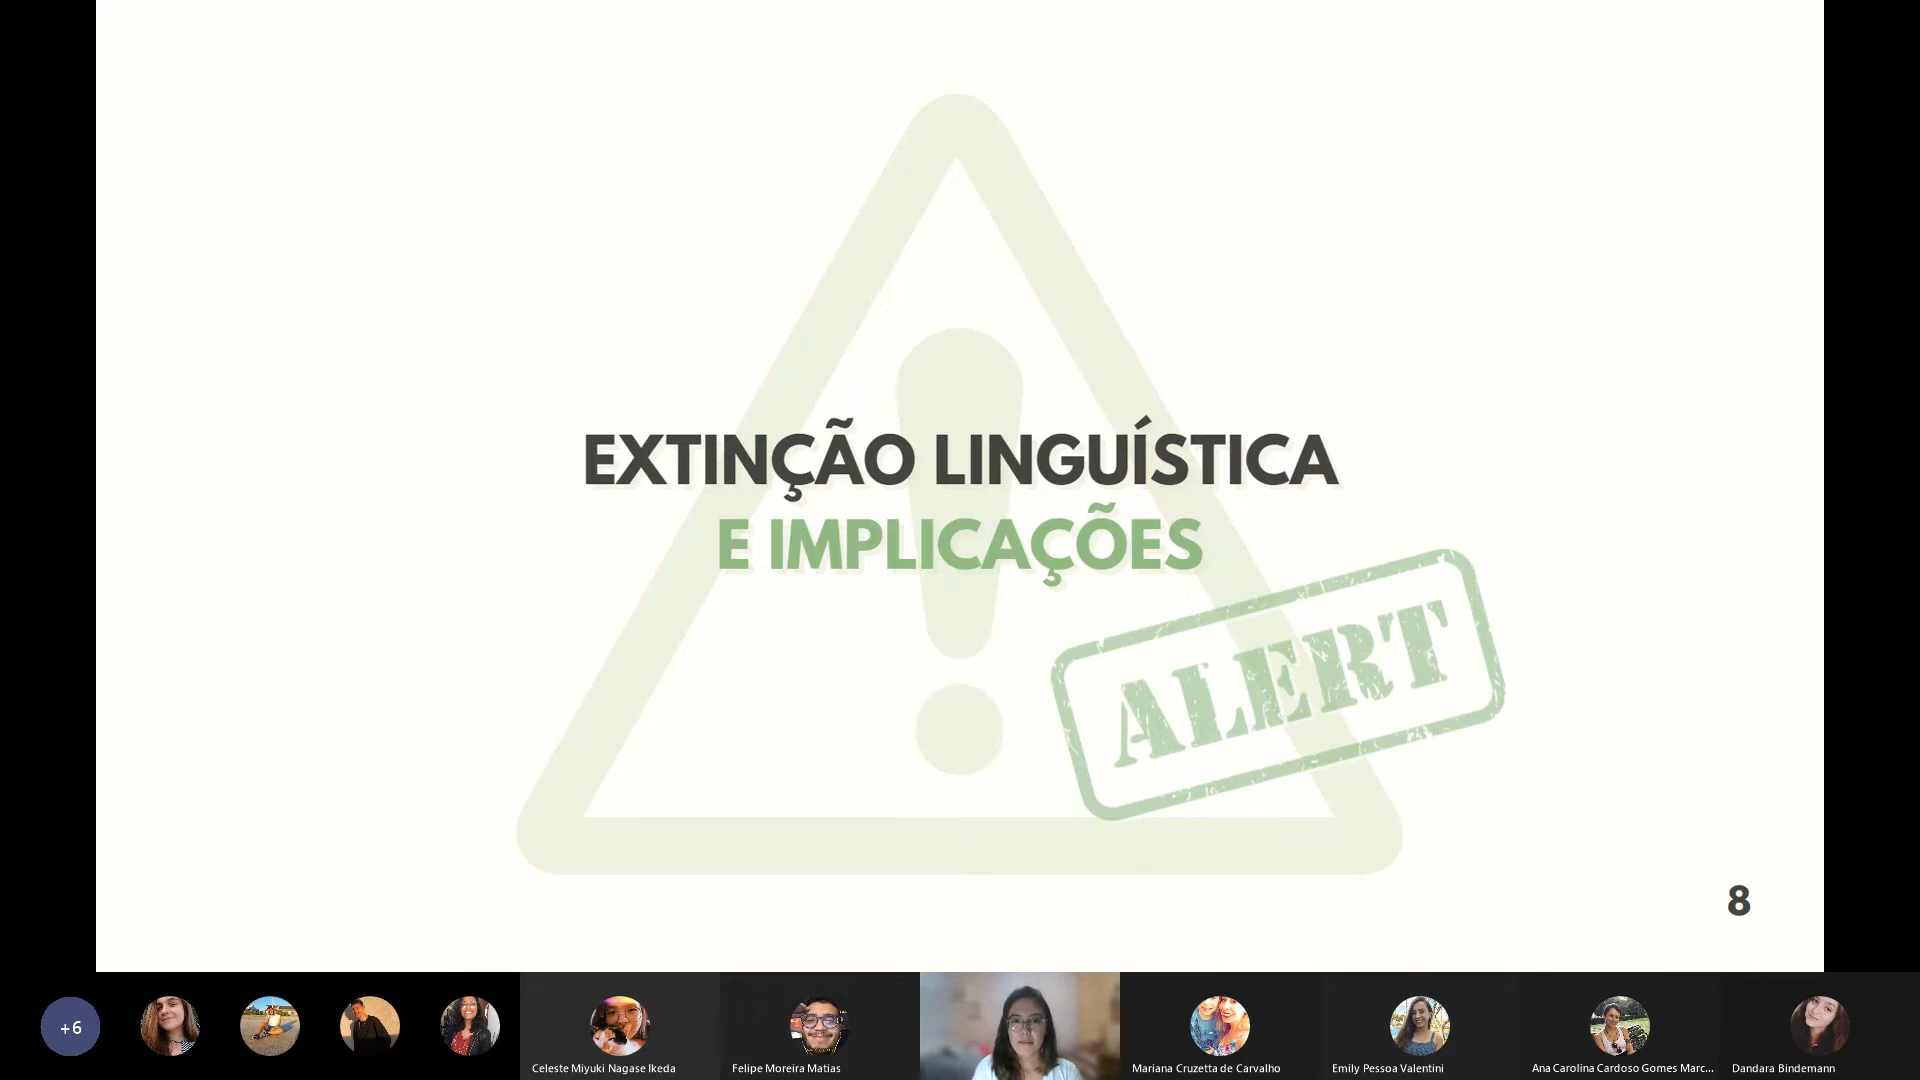 EXTINÇÃO LINGUÍSTICA
E IMPLICAÇÕES
ALERT
8
+6
Celeste Miyuki Nagase Ikeda
Felipe Moreira Matias
Mariana Cruzetta de Carvalho
Emily Pessoa Valentini
Ana Carolina Cardoso Gomes Marc...
Dandara Bindemann